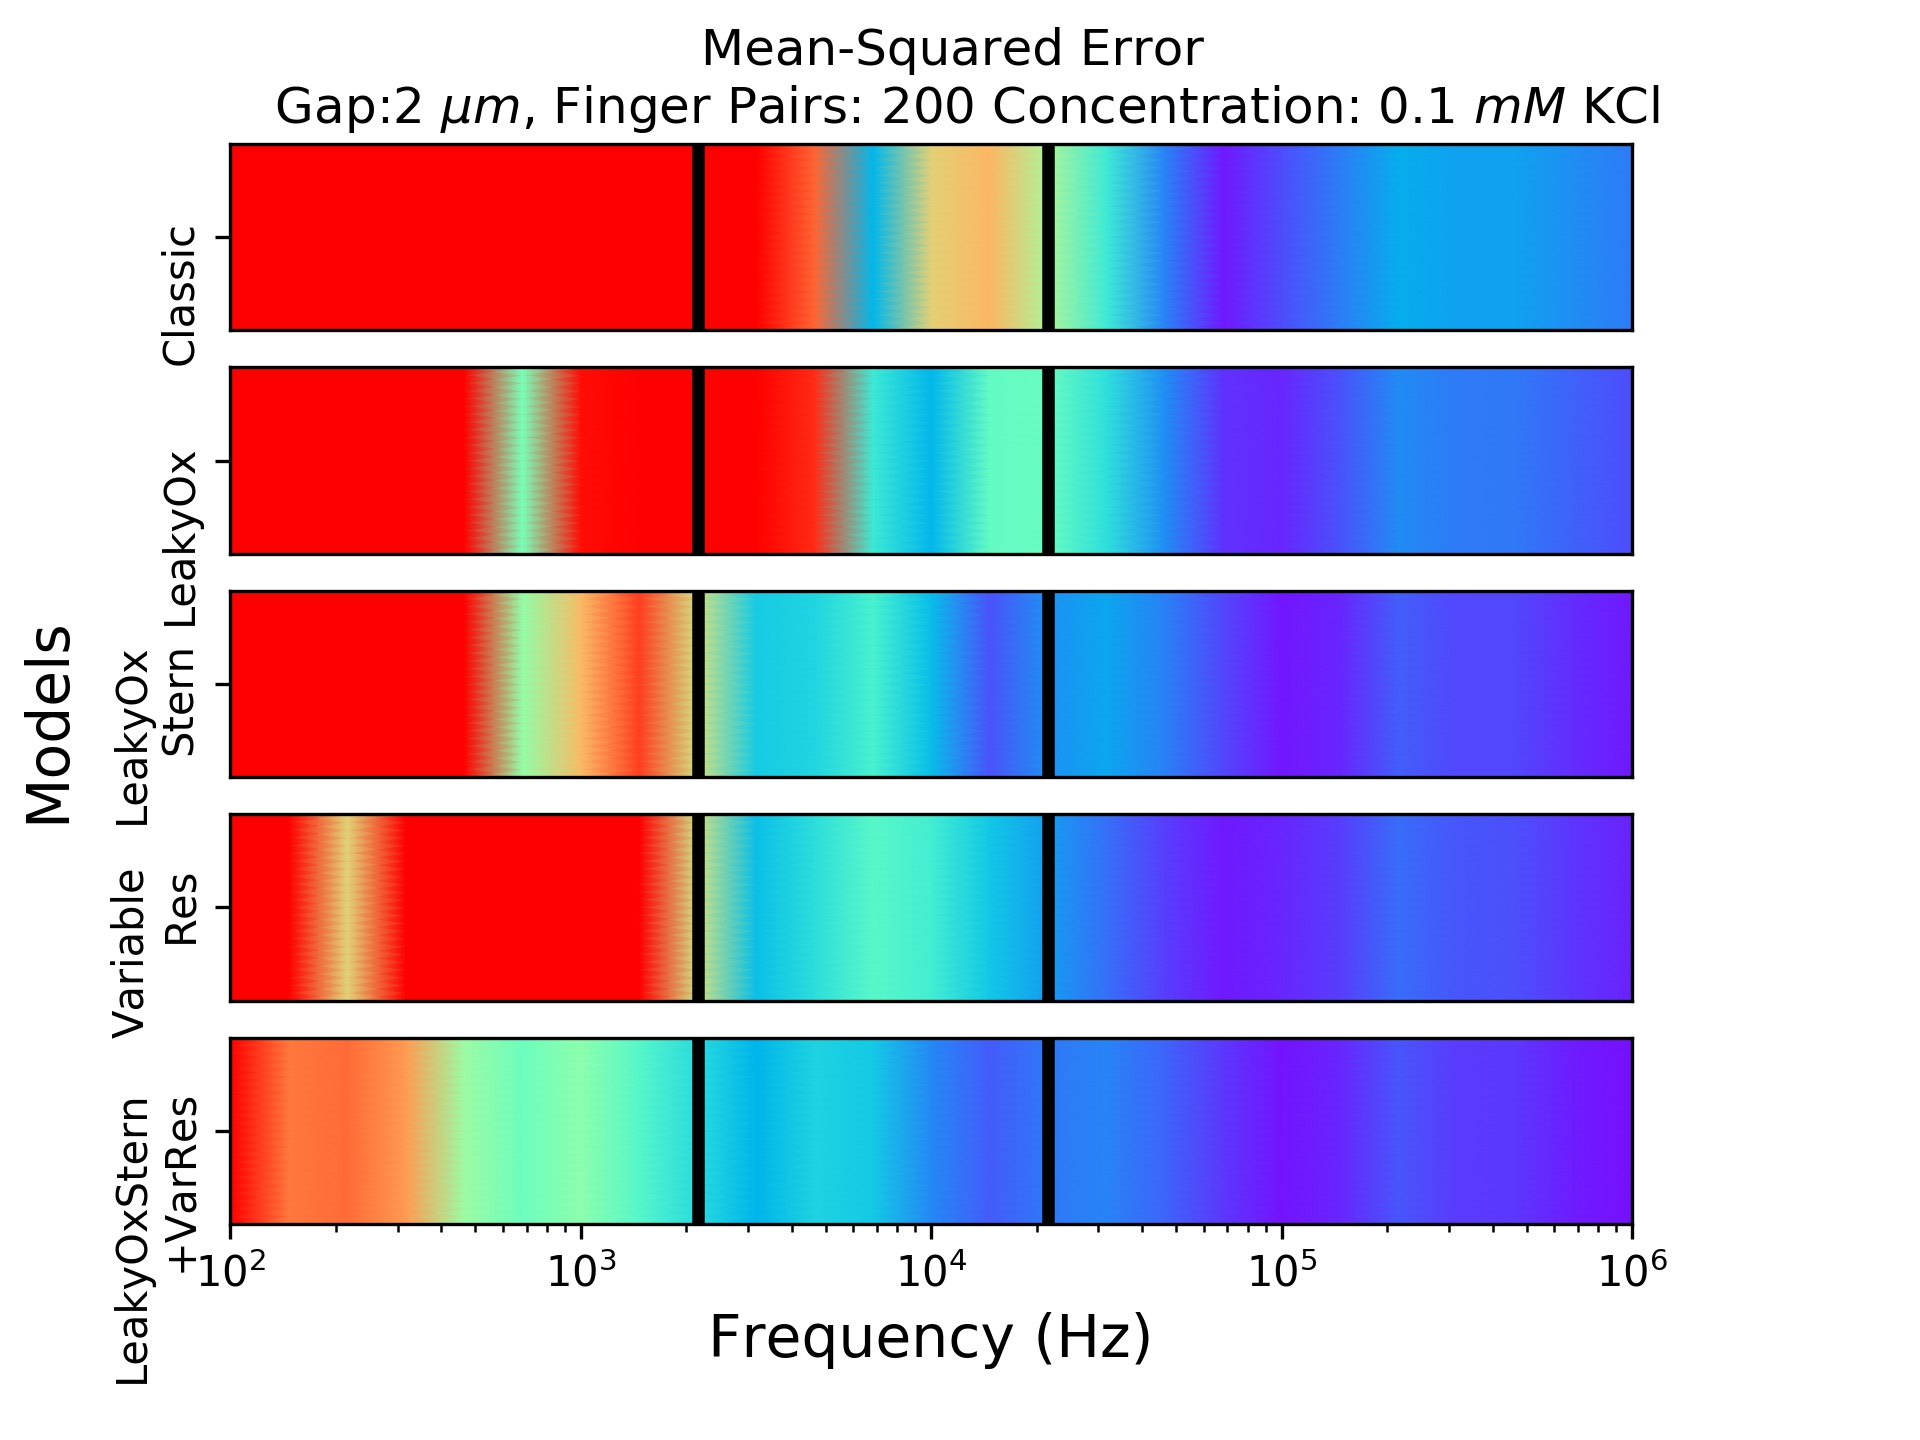 Mean-Squared Error
Gap:2 μm, Finger Pairs: 200 Concentration: 0.1 mM KCl
Models
Classic
LeakyOx
LeakyOx
Stern
Variable
Res
LeakyOxStern
+VarRes
10² 10³ 10⁴ 10⁵ 10⁶
Frequency (Hz)